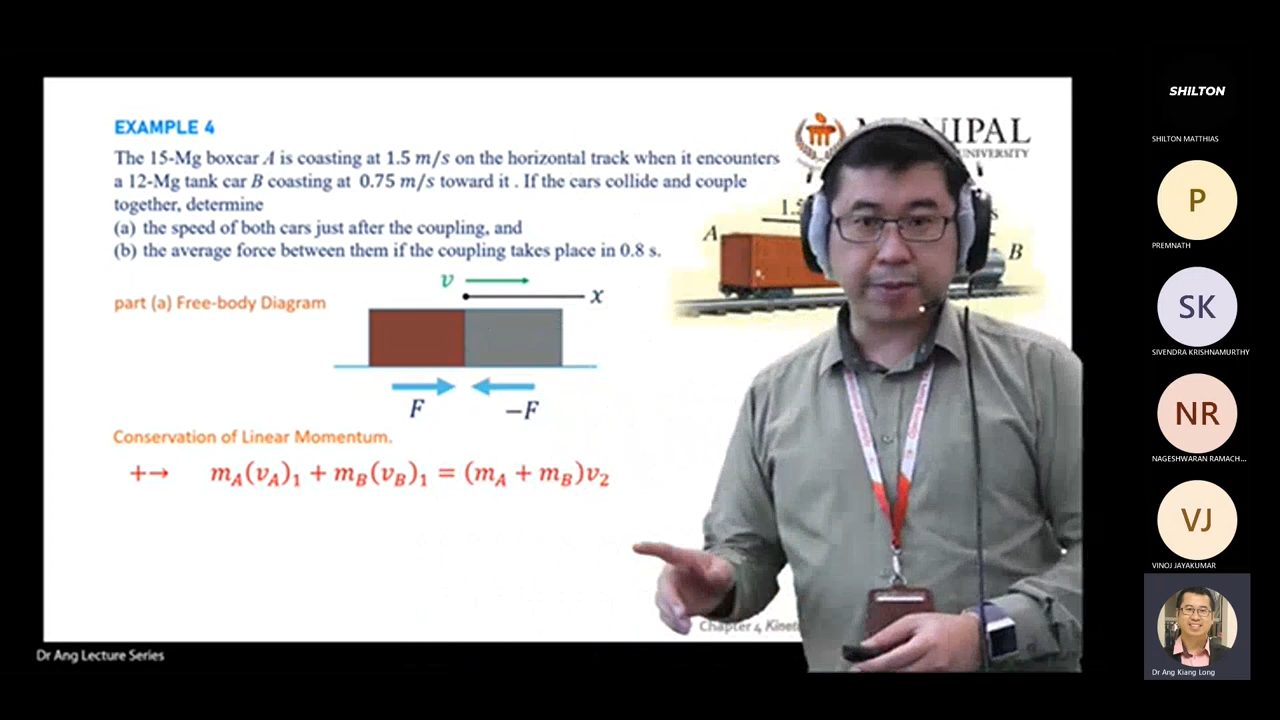 EXAMPLE 4
The 15-Mg boxcar A is coasting at 1.5 m/s on the horizontal track when it encounters
a 12-Mg tank car B coasting at 0.75 m/s toward it . If the cars collide and couple
together, determine
(a) the speed of both cars just after the coupling, and
(b) the average force between them if the coupling takes place in 0.8 s.
A
B
v
x
part (a) Free-body Diagram
F
−F
Conservation of Linear Momentum.
+→ m_A(v_A)_1 + m_B(v_B)_1 = (m_A + m_B)v_2
Chapter 4
Dr Ang Lecture Series
SHILTON
SHILTON MATTHIAS
P
PREMNATH
SK
SIVENDRA KRISHNAMURTHY
NR
NAGESHWARAN RAMACH...
VJ
VINOJ JAYAKUMAR
Dr Ang Kiang Long